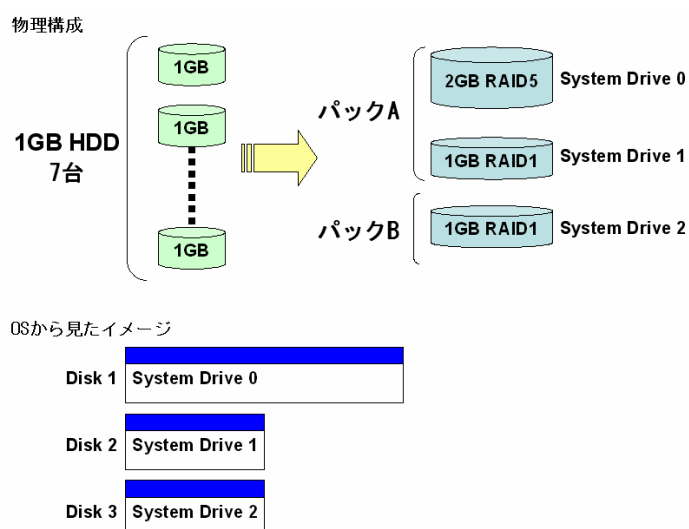 物理構成
1GB
1GB
1GB
1GB HDD
7台
パックA
パックB
2GB RAID5
System Drive 0
1GB RAID1
System Drive 1
1GB RAID1
System Drive 2
OSから見たイメージ
Disk 1
System Drive 0
Disk 2
System Drive 1
Disk 3
System Drive 2